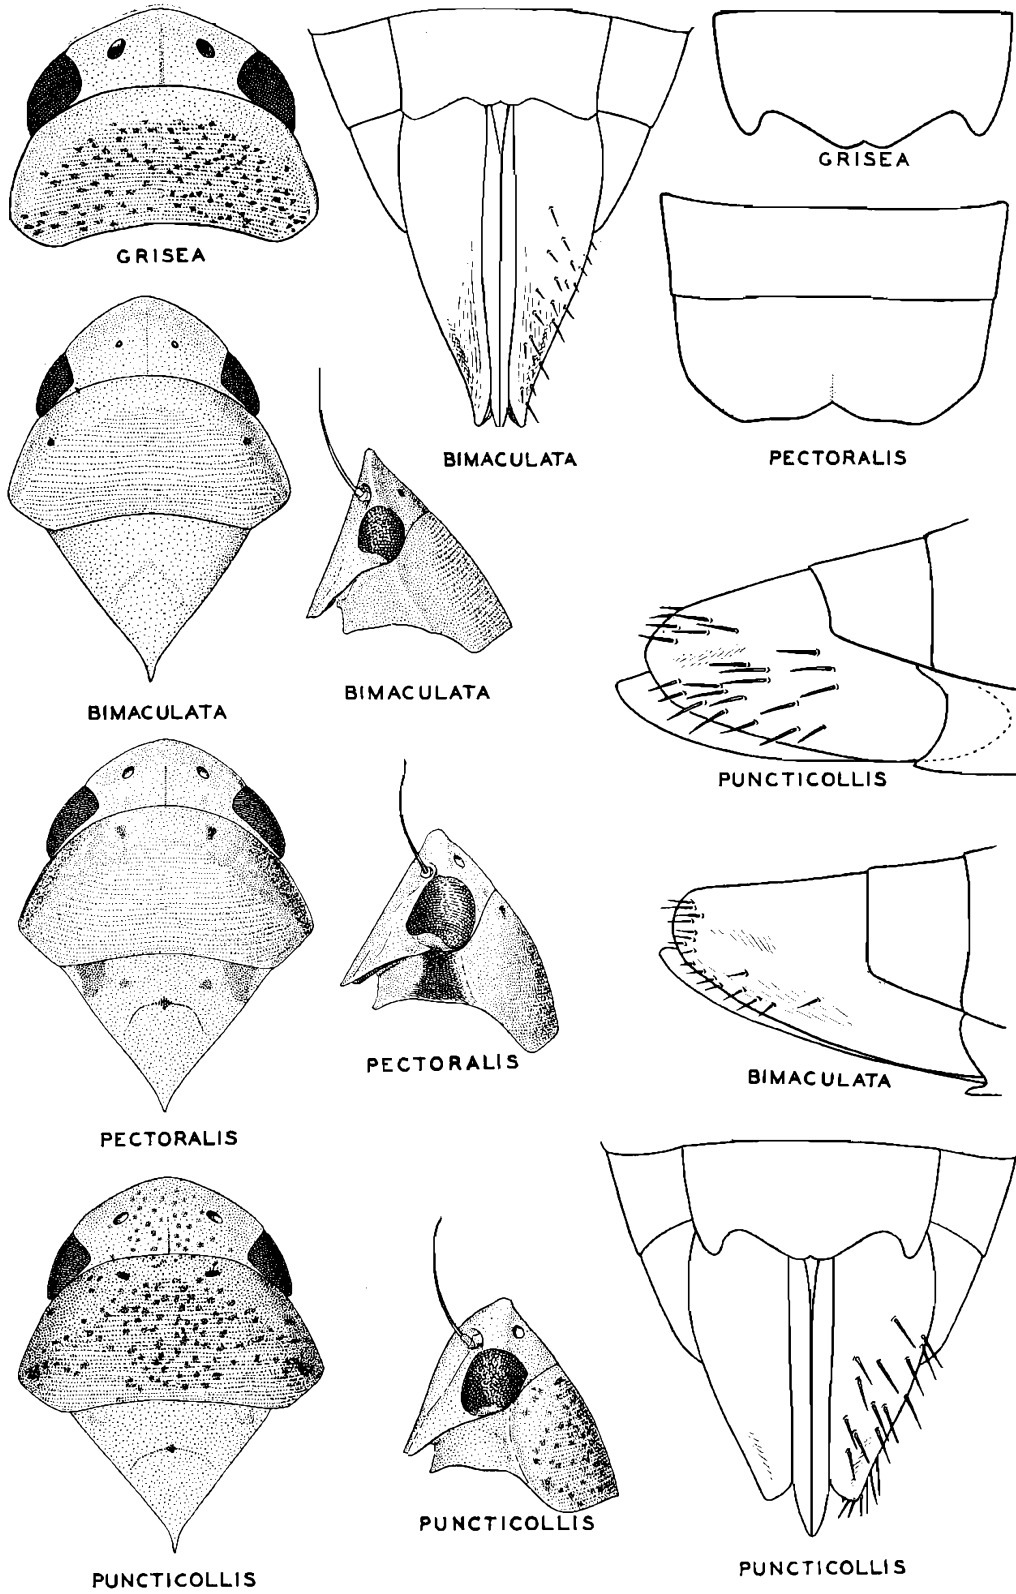 GRISEA
GRISEA
BIMACULATA
PECTORALIS
BIMACULATA
BIMACULATA
PUNCTICOLLIS
PECTORALIS
BIMACULATA
PECTORALIS
PUNCTICOLLIS
PUNCTICOLLIS
PUNCTICOLLIS